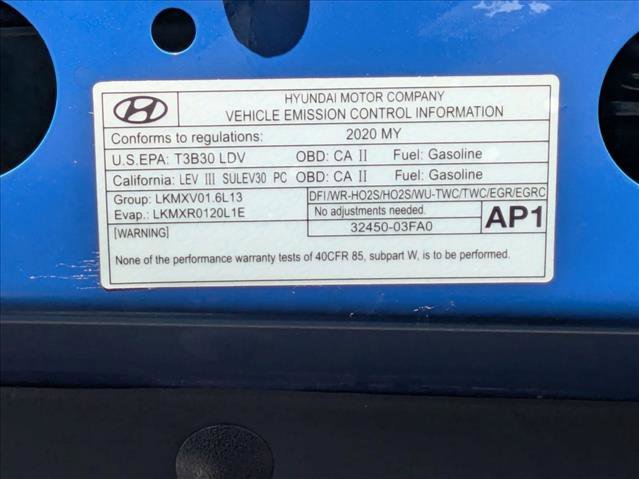 HYUNDAI MOTOR COMPANY
VEHICLE EMISSION CONTROL INFORMATION
Conforms to regulations: 2020 MY
U.S.EPA: T3B30 LDV OBD: CA II Fuel: Gasoline
California: LEV III SULEV30 PC OBD: CA II Fuel: Gasoline
Group: LKMXV01.6L13 DFI/WR-HO2S/HO2S/WU-TWC/TWC/EGR/EGRC
Evap.: LKMXR0120L1E No adjustments needed. AP1
[WARNING] 32450-03FA0
None of the performance warranty tests of 40CFR 85, subpart W, is to be performed.